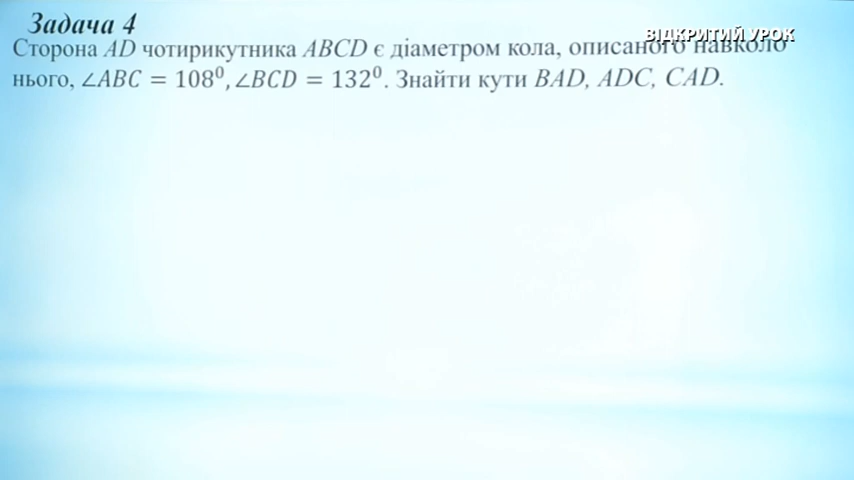 Задача 4
ВІДКРИТИЙ УРОК
Сторона AD чотирикутника ABCD є діаметром кола, описаного навколо
нього, ∠ABC = 108⁰, ∠BCD = 132⁰. Знайти кути BAD, ADC, CAD.